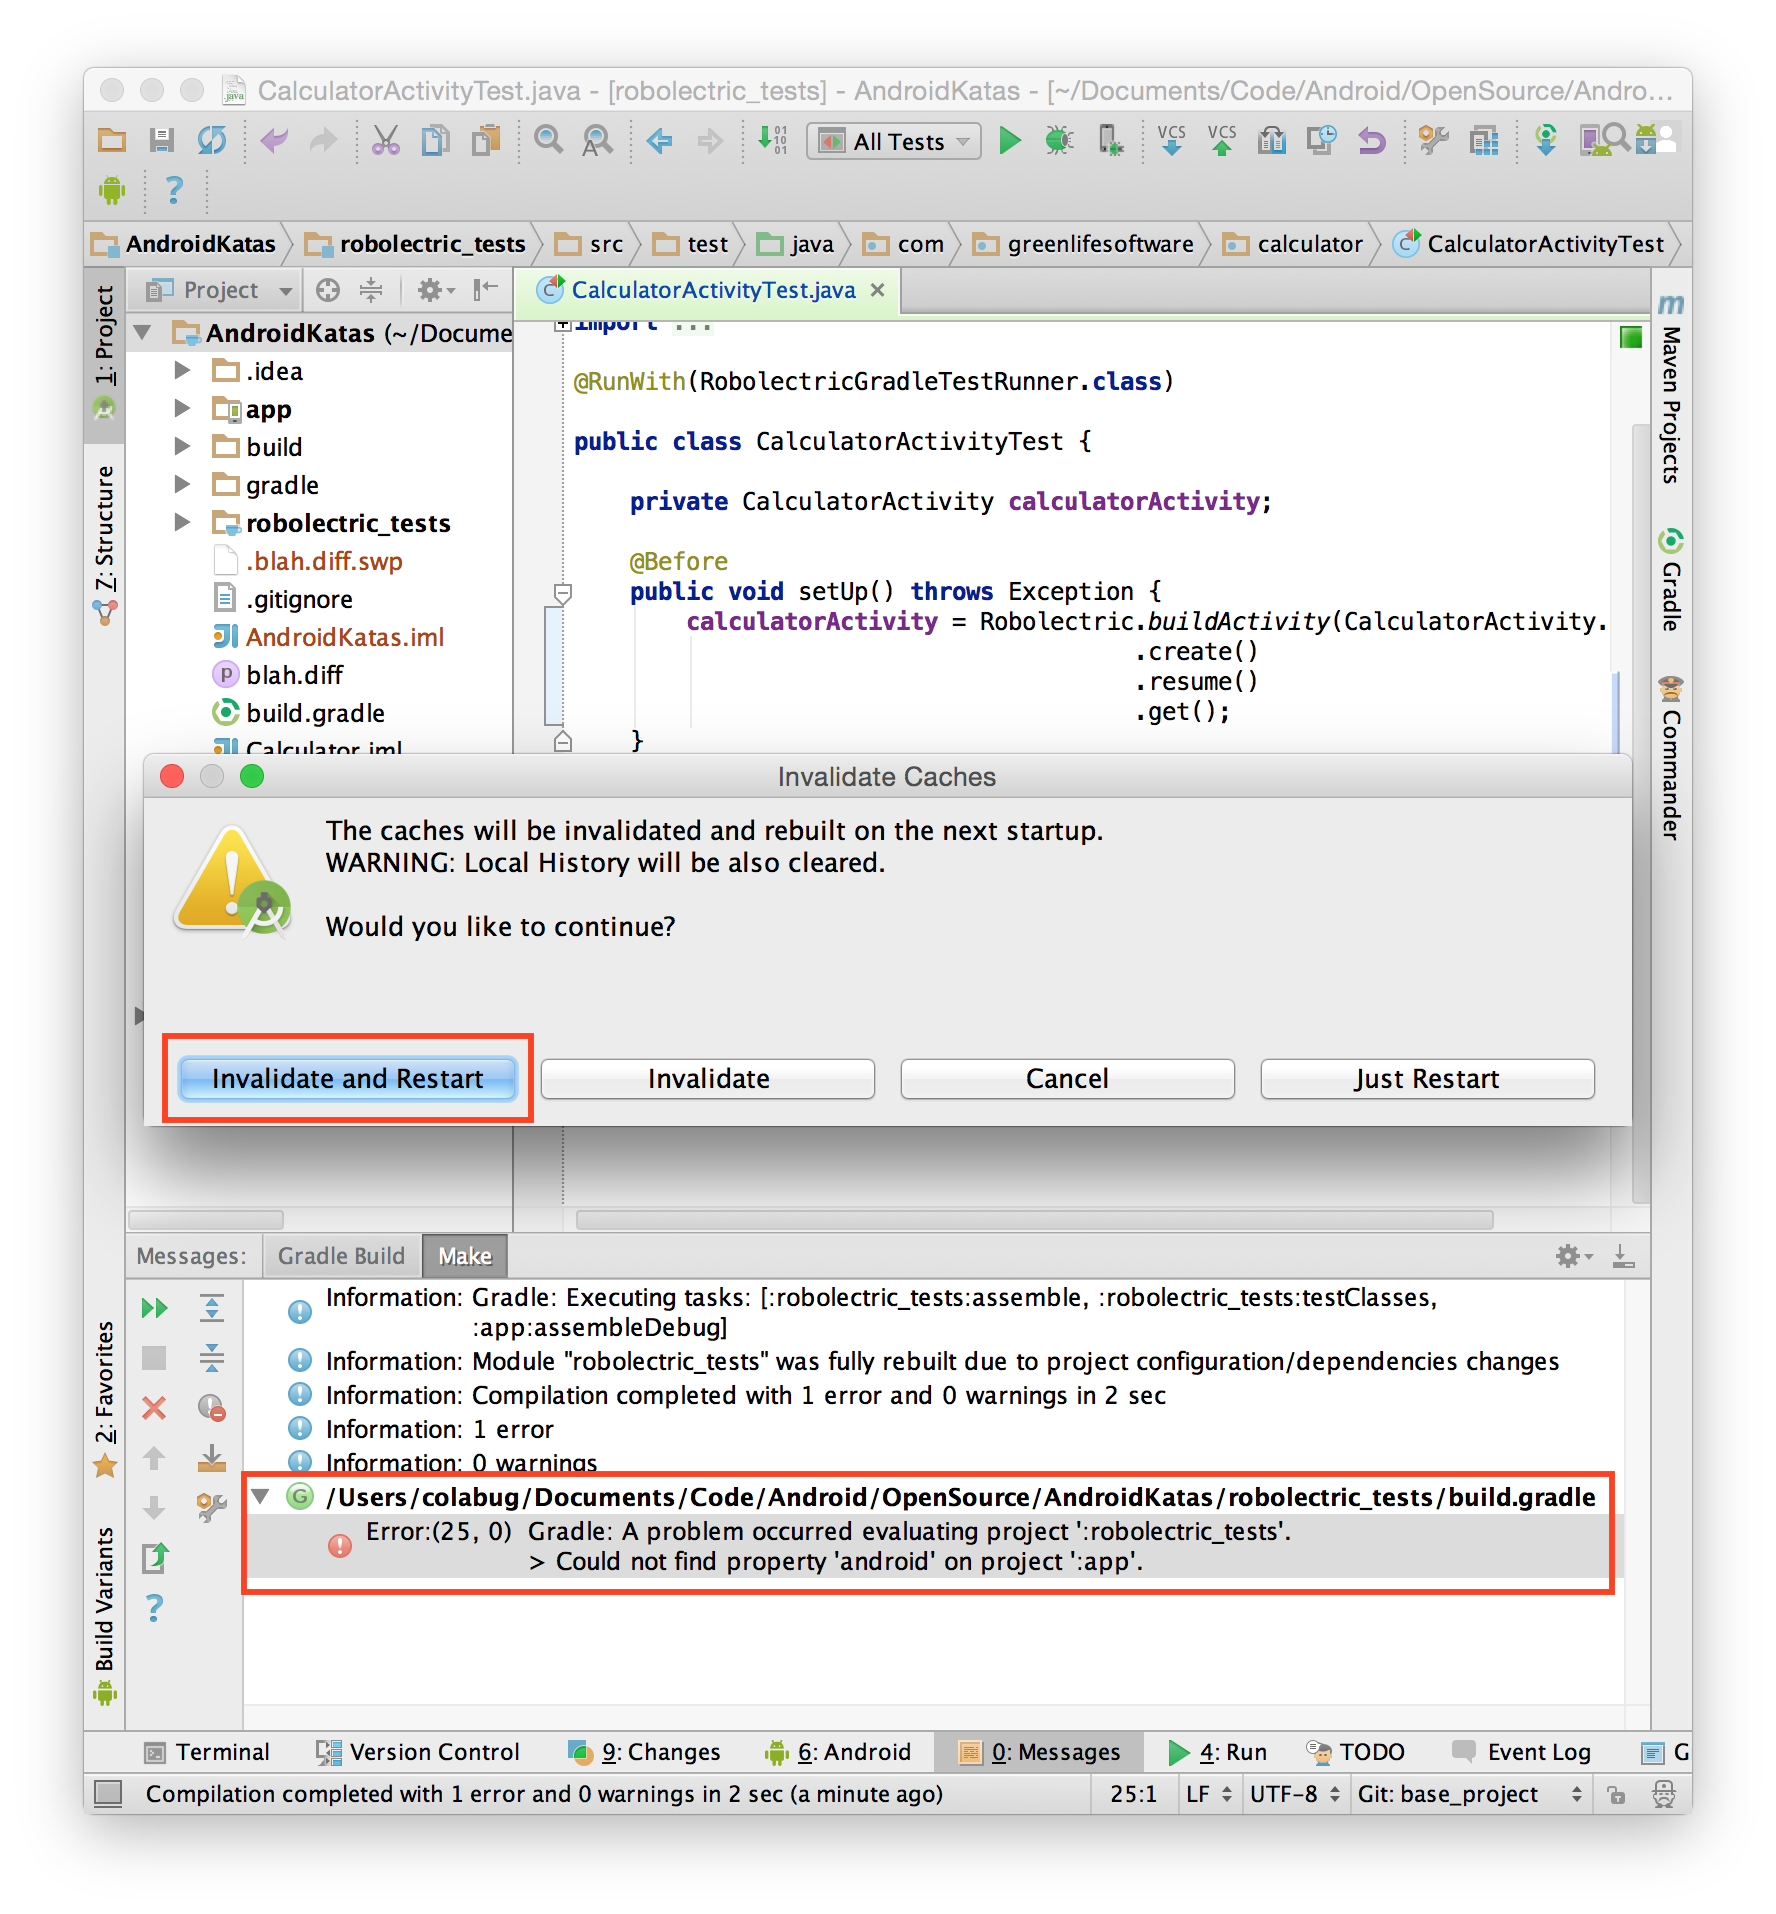 CalculatorActivityTest.java - [robolectric_tests] - AndroidKatas - [~/Documents/Code/Android/OpenSource/Andro...
All Tests
VCS VCS
?
AndroidKatas robolectric_tests src test java com greenlifesoftware calculator CalculatorActivityTest
1: Project
7: Structure
2: Favorites
Build Variants
Project
AndroidKatas (~/Docume
.idea
app
build
gradle
robolectric_tests
.blah.diff.swp
.gitignore
AndroidKatas.iml
blah.diff
build.gradle
Calculator.iml
CalculatorActivityTest.java
import ...
@RunWith(RobolectricGradleTestRunner.class)
public class CalculatorActivityTest {
private CalculatorActivity calculatorActivity;
@Before
public void setUp() throws Exception {
calculatorActivity = Robolectric.buildActivity(CalculatorActivity.
.create()
.resume()
.get();
}
Maven Projects
Gradle
Commander
Invalidate Caches
The caches will be invalidated and rebuilt on the next startup.
WARNING: Local History will be also cleared.
Would you like to continue?
Invalidate and Restart
Invalidate
Cancel
Just Restart
Messages: Gradle Build Make
Information: Gradle: Executing tasks: [:robolectric_tests:assemble, :robolectric_tests:testClasses,
:app:assembleDebug]
Information: Module "robolectric_tests" was fully rebuilt due to project configuration/dependencies changes
Information: Compilation completed with 1 error and 0 warnings in 2 sec
Information: 1 error
Information: 0 warnings
/Users/colabug/Documents/Code/Android/OpenSource/AndroidKatas/robolectric_tests/build.gradle
Error:(25, 0) Gradle: A problem occurred evaluating project ':robolectric_tests'.
> Could not find property 'android' on project ':app'.
?
Terminal Version Control 9: Changes 6: Android 0: Messages 4: Run TODO Event Log G
Compilation completed with 1 error and 0 warnings in 2 sec (a minute ago) 25:1 LF UTF-8 Git: base_project